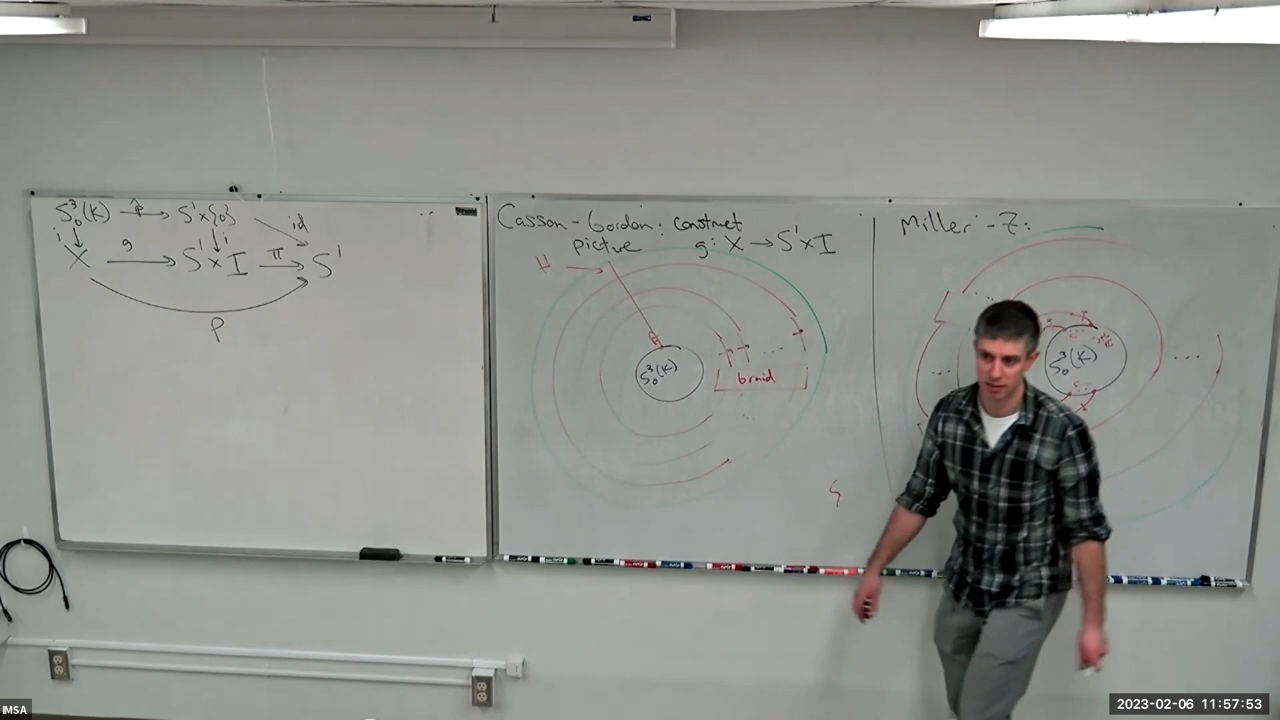 S³₀(K) →p̂ S¹×{0} id
↓i ↓i
X →g S¹×I →π S¹
p
Casson-Gordon: construct
picture g: X → S¹×I
H
S³₀(K)
braid
...
Miller-Z:
...
S³₀(K) ...
...
IMSA
2023-02-06 11:57:53